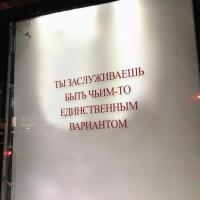 ТЫ ЗАСЛУЖИВАЕШЬ
БЫТЬ ЧЬИМ-ТО
ЕДИНСТВЕННЫМ
ВАРИАНТОМ